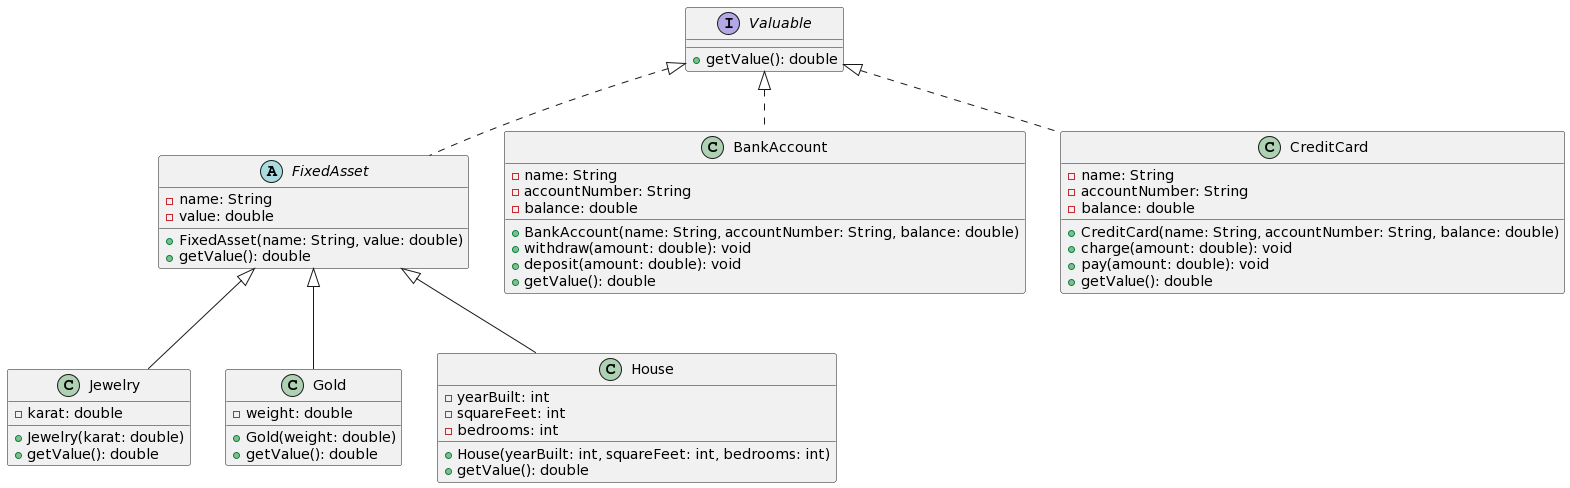 I Valuable
getValue(): double
A FixedAsset
name: String
value: double
FixedAsset(name: String, value: double)
getValue(): double
C BankAccount
name: String
accountNumber: String
balance: double
BankAccount(name: String, accountNumber: String, balance: double)
withdraw(amount: double): void
deposit(amount: double): void
getValue(): double
C CreditCard
name: String
accountNumber: String
balance: double
CreditCard(name: String, accountNumber: String, balance: double)
charge(amount: double): void
pay(amount: double): void
getValue(): double
C Jewelry
karat: double
Jewelry(karat: double)
getValue(): double
C Gold
weight: double
Gold(weight: double)
getValue(): double
C House
yearBuilt: int
squareFeet: int
bedrooms: int
House(yearBuilt: int, squareFeet: int, bedrooms: int)
getValue(): double